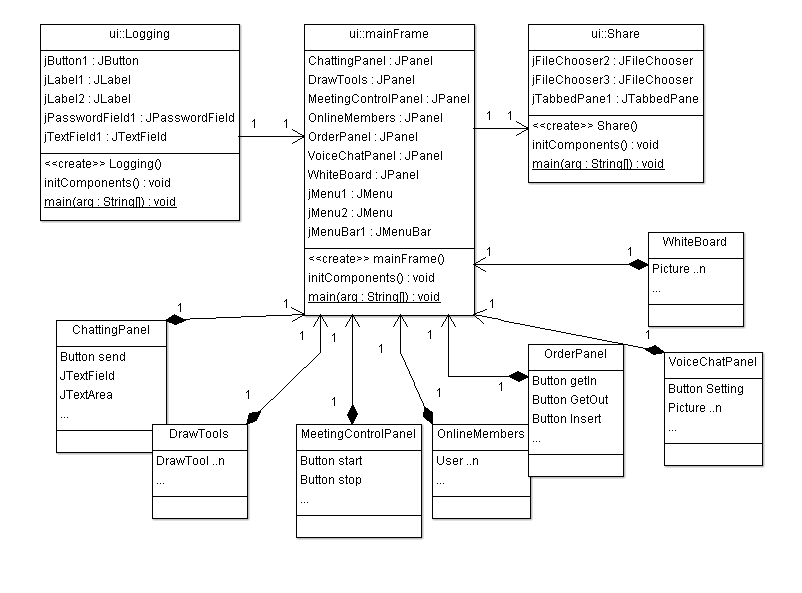 ui::Logging
jButton1 : JButton
jLabel1 : JLabel
jLabel2 : JLabel
jPasswordField1 : JPasswordField
jTextField1 : JTextField
<<create>> Logging()
initComponents() : void
main(arg : String[]) : void
1 1
ui::mainFrame
ChattingPanel : JPanel
DrawTools : JPanel
MeetingControlPanel : JPanel
OnlineMembers : JPanel
OrderPanel : JPanel
VoiceChatPanel : JPanel
WhiteBoard : JPanel
jMenu1 : JMenu
jMenu2 : JMenu
jMenuBar1 : JMenuBar
<<create>> mainFrame()
initComponents() : void
main(arg : String[]) : void
1 1
ui::Share
jFileChooser2 : JFileChooser
jFileChooser3 : JFileChooser
jTabbedPane1 : JTabbedPane
<<create>> Share()
initComponents() : void
main(arg : String[]) : void
1 1
WhiteBoard
Picture ..n
...
1 1
ChattingPanel
Button send
JTextField
JTextArea
...
1 1
DrawTools
DrawTool ..n
...
1 1
MeetingControlPanel
Button start
Button stop
...
1 1
OnlineMembers
User ..n
...
1 1
OrderPanel
Button getIn
Button GetOut
Button Insert
...
1 1
VoiceChatPanel
Button Setting
Picture ..n
...